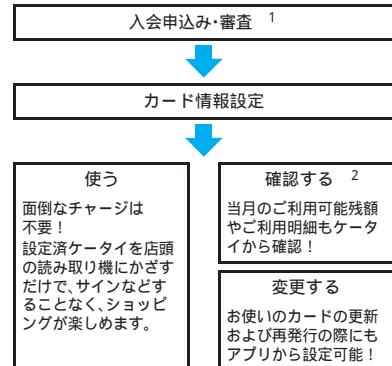 入会申込み・審査 1
カード情報設定
使う
面倒なチャージは
不要！
設定済ケータイを店頭
の読み取り機にかざす
だけで、サインなどす
ることなく、ショッピ
ングが楽しめます。
確認する 2
当月のご利用可能残額
やご利用明細もケータ
イから確認！
変更する
お使いのカードの更新
および再発行の際にも
アプリから設定可能！